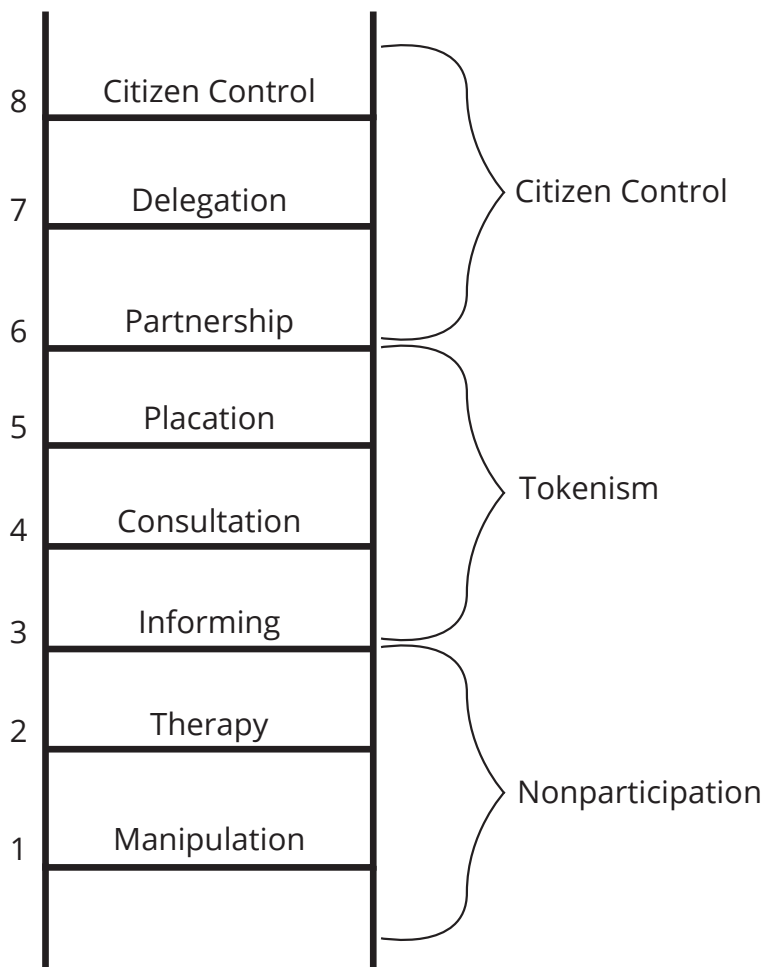 8 Citizen Control
7 Delegation
Citizen Control
6 Partnership
5 Placation
Tokenism
4 Consultation
3 Informing
2 Therapy
Nonparticipation
1 Manipulation